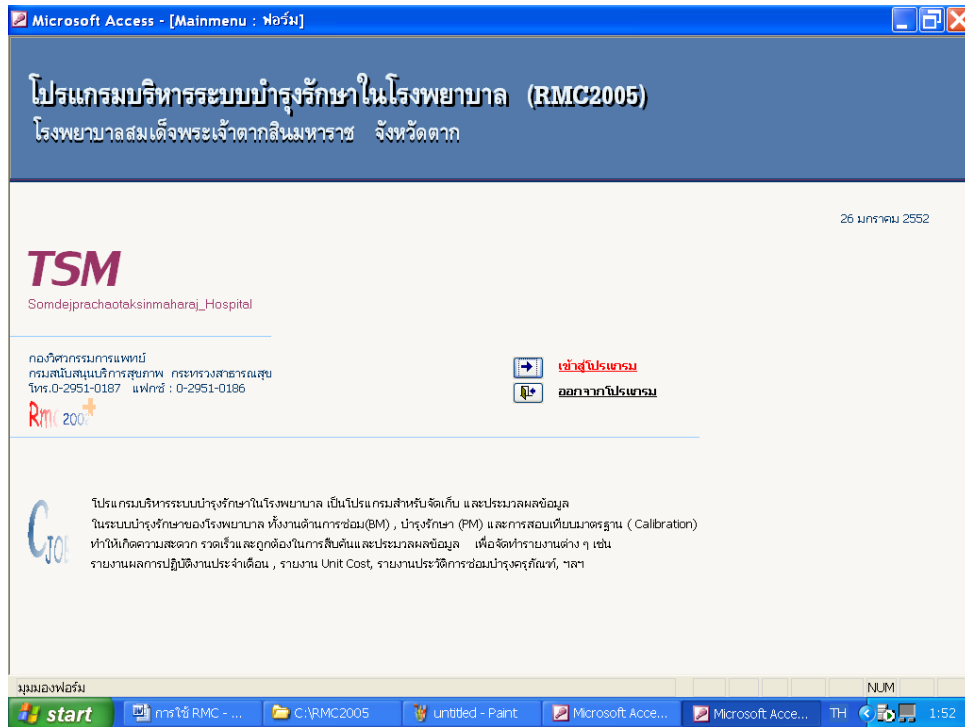 Microsoft Access - [Mainmenu : ฟอร์ม]
โปรแกรมบริหารระบบบำรุงรักษาในโรงพยาบาล (RMC2005)
โรงพยาบาลสมเด็จพระเจ้าตากสินมหาราช จังหวัดตาก
26 มกราคม 2552
TSM
Somdejprachaotaksinmaharaj_Hospital
กองวิศวกรรมการแพทย์
กรมสนับสนุนบริการสุขภาพ กระทรวงสาธารณสุข
โทร.0-2951-0187 แฟกซ์ : 0-2951-0186
เข้าสู่โปรแกรม
ออกจากโปรแกรม
CJOB
โปรแกรมบริหารระบบบำรุงรักษาในโรงพยาบาล เป็นโปรแกรมสำหรับจัดเก็บ และประมวลผลข้อมูล
ในระบบบำรุงรักษาของโรงพยาบาล ทั้งงานด้านการซ่อม(BM) , บำรุงรักษา (PM) และการสอบเทียบมาตรฐาน ( Calibration)
ทำให้เกิดความสะดวก รวดเร็วและถูกต้องในการสืบค้นและประมวลผลข้อมูล เพื่อจัดทำรายงานต่าง ๆ เช่น
รายงานผลการปฏิบัติงานประจำเดือน , รายงาน Unit Cost, รายงานประวัติการซ่อมบำรุงครุภัณฑ์, ฯลฯ
มุมมองฟอร์ม
NUM
start
การใช้ RMC - ...
C:\RMC2005
untitled - Paint
Microsoft Acce...
Microsoft Acce...
TH
1:52